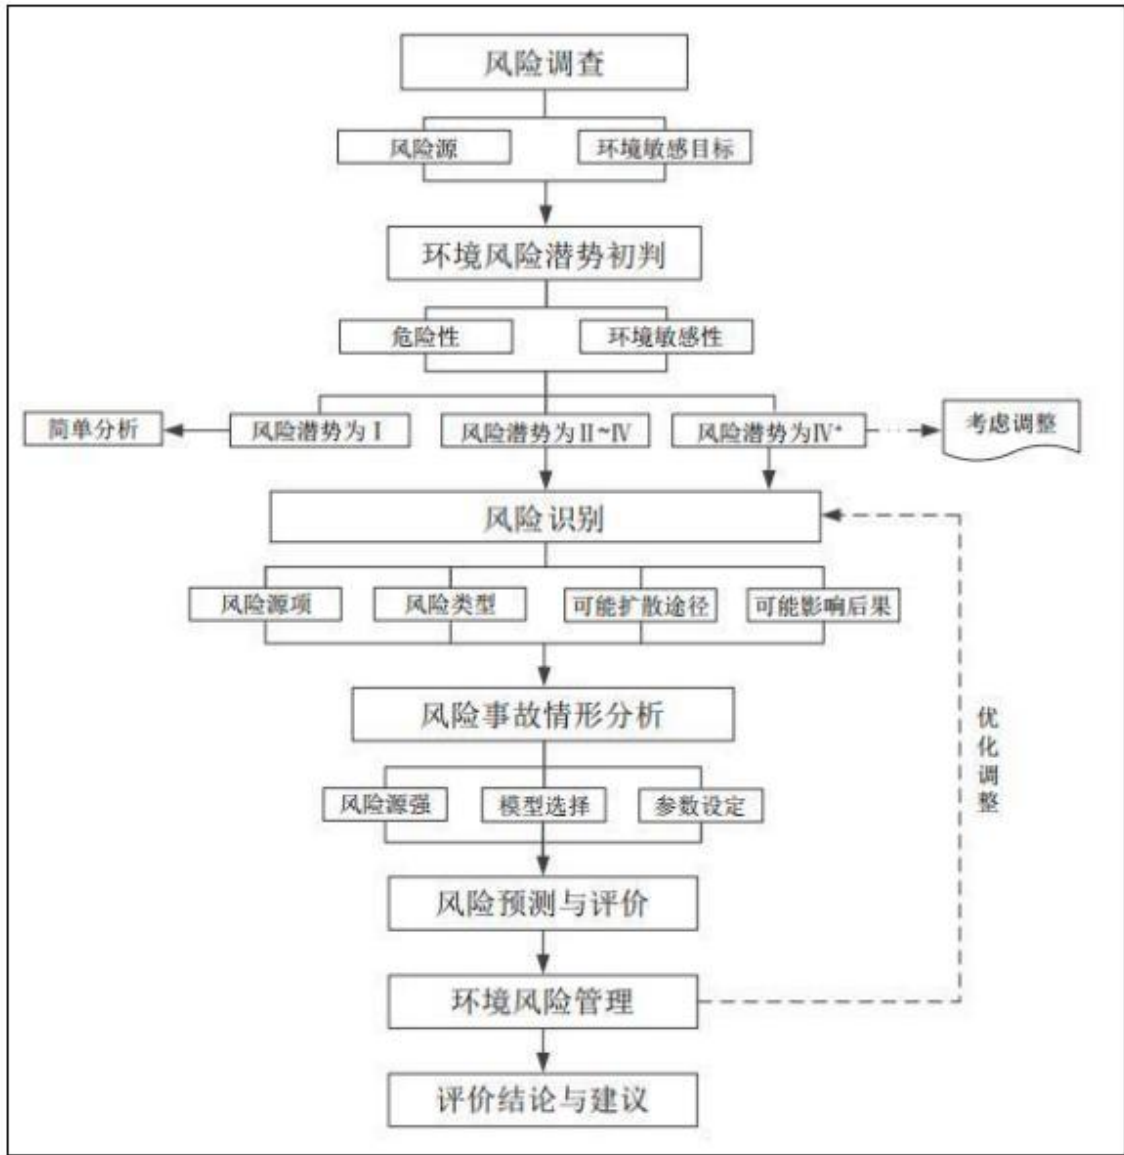 风险调查
风险源
环境敏感目标
环境风险潜势初判
危险性
环境敏感性
简单分析
风险潜势为Ⅰ
风险潜势为Ⅱ~Ⅳ
风险潜势为Ⅳ⁺
考虑调整
风险识别
风险源项
风险类型
可能扩散途径
可能影响后果
风险事故情形分析
优化调整
风险源强
模型选择
参数设定
风险预测与评价
环境风险管理
评价结论与建议